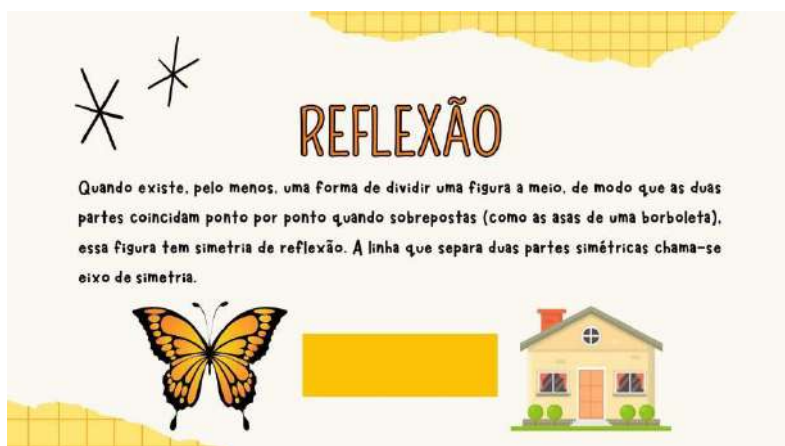 REFLEXÃO
Quando existe, pelo menos, uma forma de dividir uma figura a meio, de modo que as duas
partes coincidam ponto por ponto quando sobrepostas (como as asas de uma borboleta),
essa figura tem simetria de reflexão. A linha que separa duas partes simétricas chama-se
eixo de simetria.